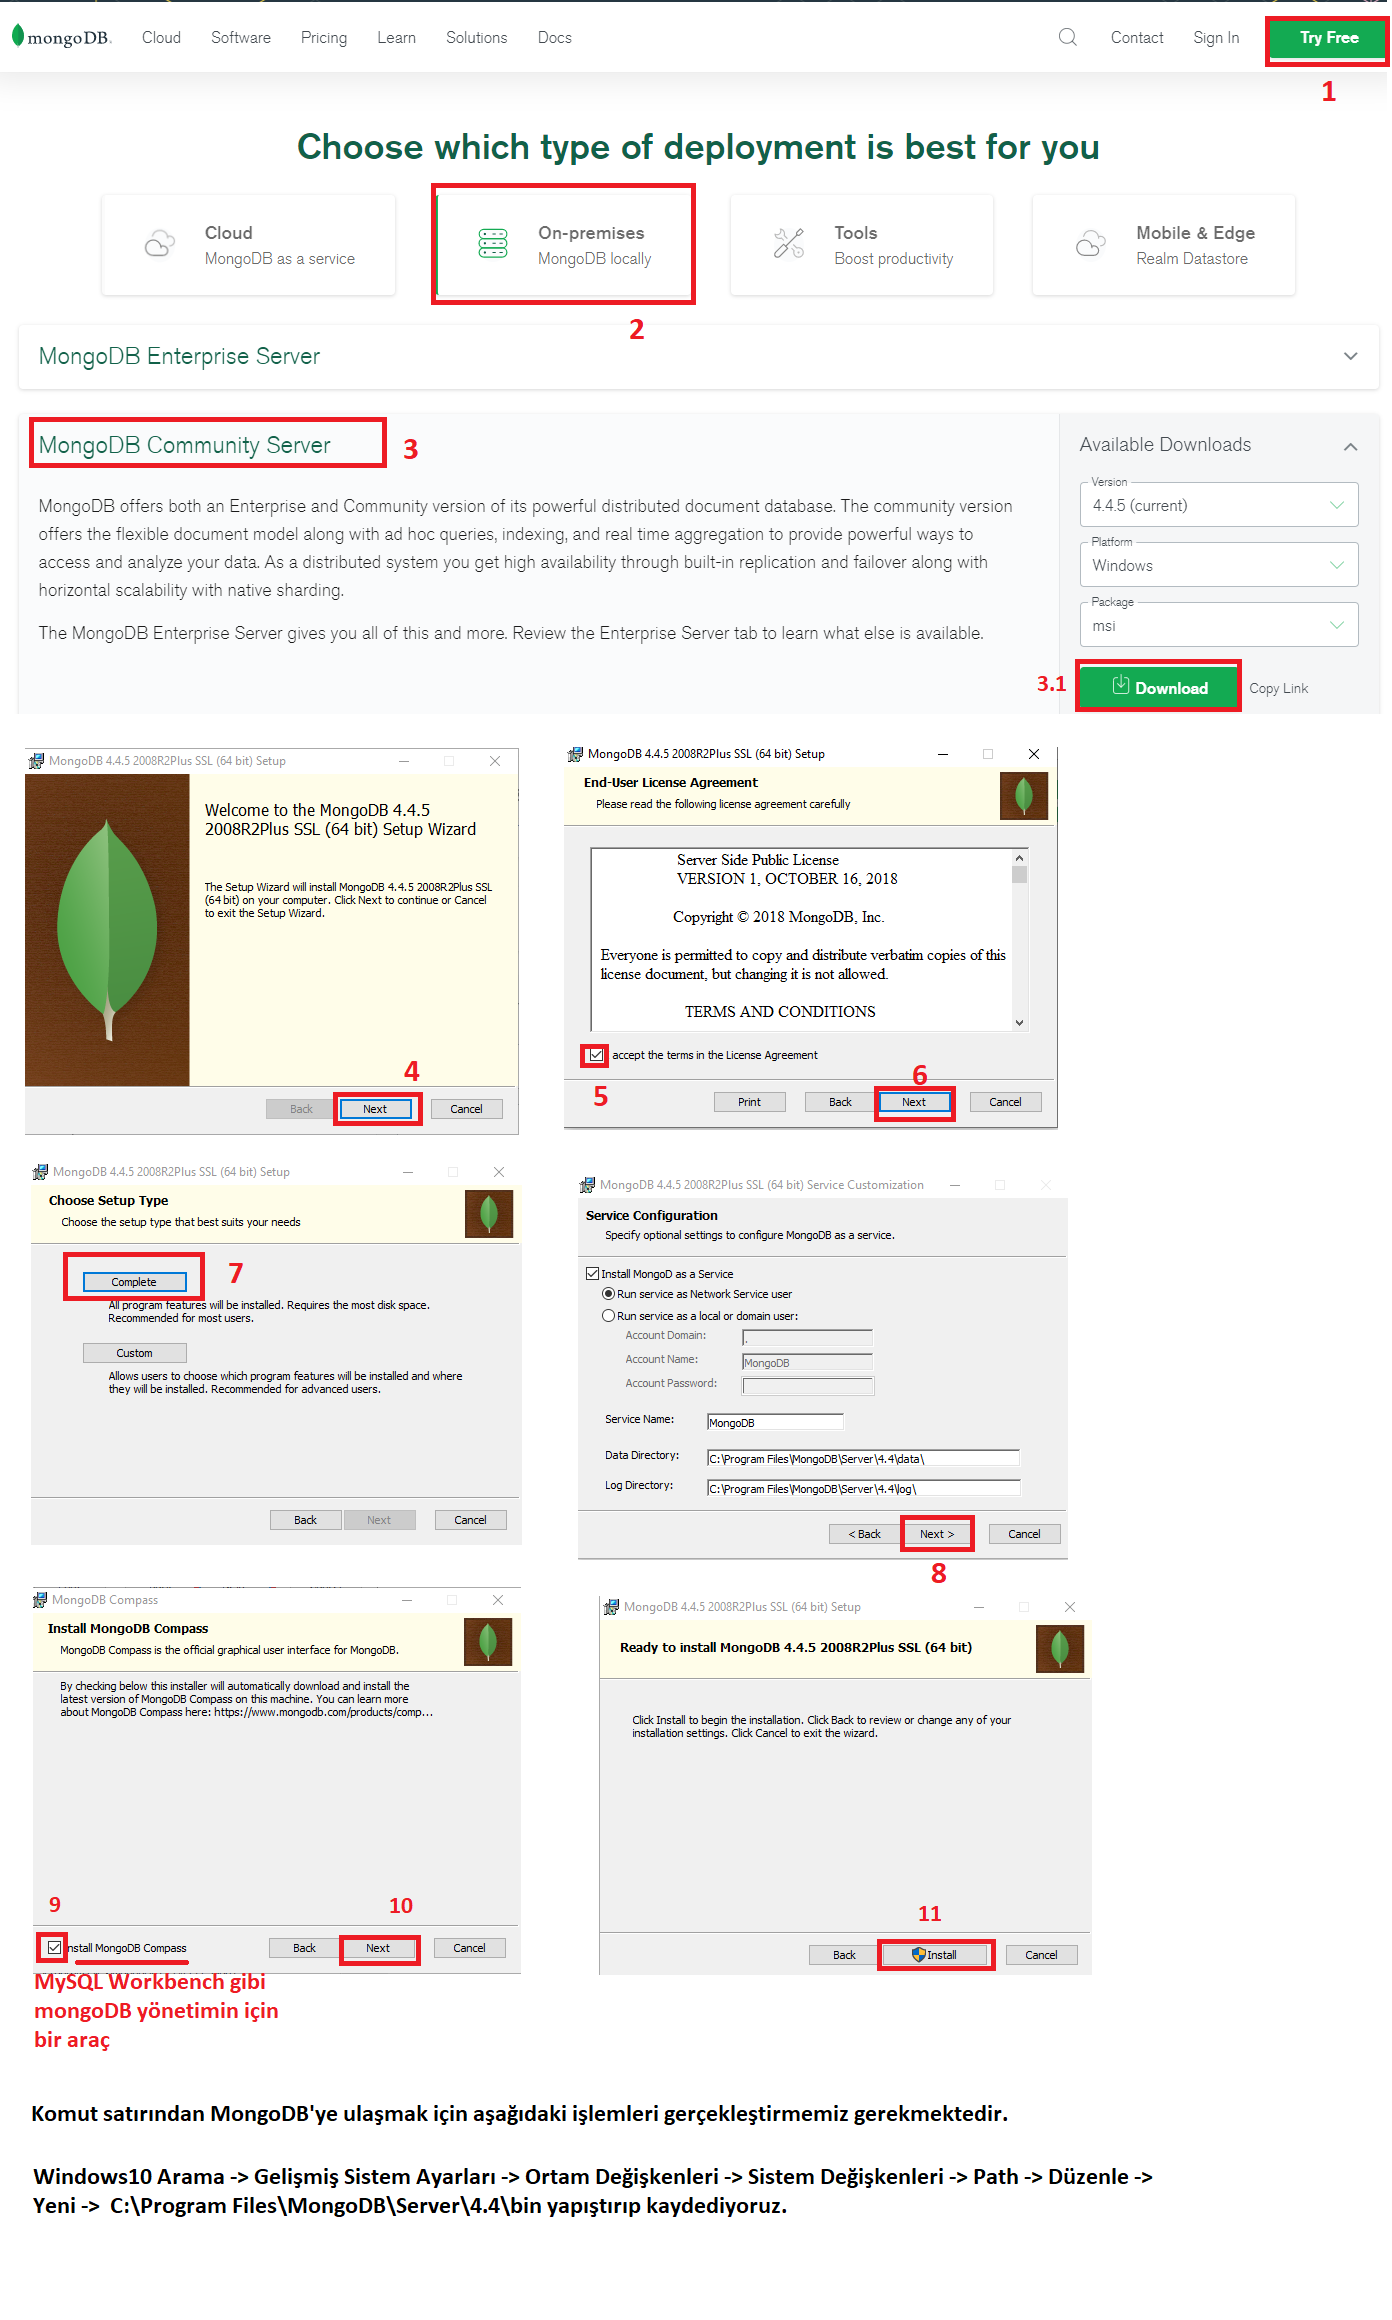 mongoDB.
Cloud
Software
Pricing
Learn
Solutions
Docs
Contact
Sign In
Try Free
1
Choose which type of deployment is best for you
Cloud
MongoDB as a service
On-premises
MongoDB locally
Tools
Boost productivity
Mobile & Edge
Realm Datastore
2
MongoDB Enterprise Server
MongoDB Community Server
3
MongoDB offers both an Enterprise and Community version of its powerful distributed document database. The community version
offers the flexible document model along with ad hoc queries, indexing, and real time aggregation to provide powerful ways to
access and analyze your data. As a distributed system you get high availability through built-in replication and failover along with
horizontal scalability with native sharding.
The MongoDB Enterprise Server gives you all of this and more. Review the Enterprise Server tab to learn what else is available.
Available Downloads
Version
4.4.5 (current)
Platform
Windows
Package
msi
3.1
Download
Copy Link
MongoDB 4.4.5 2008R2Plus SSL (64 bit) Setup
Welcome to the MongoDB 4.4.5
2008R2Plus SSL (64 bit) Setup Wizard
The Setup Wizard will install MongoDB 4.4.5 2008R2Plus SSL
(64 bit) on your computer. Click Next to continue or Cancel
to exit the Setup Wizard.
4
Back
Next
Cancel
MongoDB 4.4.5 2008R2Plus SSL (64 bit) Setup
End-User License Agreement
Please read the following license agreement carefully
Server Side Public License
VERSION 1, OCTOBER 16, 2018
Copyright © 2018 MongoDB, Inc.
Everyone is permitted to copy and distribute verbatim copies of this
license document, but changing it is not allowed.
TERMS AND CONDITIONS
accept the terms in the License Agreement
5
6
Print
Back
Next
Cancel
MongoDB 4.4.5 2008R2Plus SSL (64 bit) Setup
Choose Setup Type
Choose the setup type that best suits your needs
Complete
7
All program features will be installed. Requires the most disk space.
Recommended for most users.
Custom
Allows users to choose which program features will be installed and where
they will be installed. Recommended for advanced users.
Back
Next
Cancel
MongoDB 4.4.5 2008R2Plus SSL (64 bit) Service Customization
Service Configuration
Specify optional settings to configure MongoDB as a service.
Install MongoD as a Service
Run service as Network Service user
Run service as a local or domain user:
Account Domain:
.
Account Name:
MongoDB
Account Password:
Service Name:
MongoDB
Data Directory:
C:\Program Files\MongoDB\Server\4.4\data\
Log Directory:
C:\Program Files\MongoDB\Server\4.4\log\
< Back
Next >
Cancel
8
MongoDB Compass
Install MongoDB Compass
MongoDB Compass is the official graphical user interface for MongoDB.
By checking below this installer will automatically download and install the
latest version of MongoDB Compass on this machine. You can learn more
about MongoDB Compass here: https://www.mongodb.com/products/comp...
9
10
nstall MongoDB Compass
Back
Next
Cancel
MongoDB 4.4.5 2008R2Plus SSL (64 bit) Setup
Ready to install MongoDB 4.4.5 2008R2Plus SSL (64 bit)
Click Install to begin the installation. Click Back to review or change any of your
installation settings. Click Cancel to exit the wizard.
11
Back
Install
Cancel
MySQL Workbench gibi
mongoDB yönetimin için
bir araç
Komut satırından MongoDB'ye ulaşmak için aşağıdaki işlemleri gerçekleştirmemiz gerekmektedir.
Windows10 Arama -> Gelişmiş Sistem Ayarları -> Ortam Değişkenleri -> Sistem Değişkenleri -> Path -> Düzenle ->
Yeni -> C:\Program Files\MongoDB\Server\4.4\bin yapıştırıp kaydediyoruz.